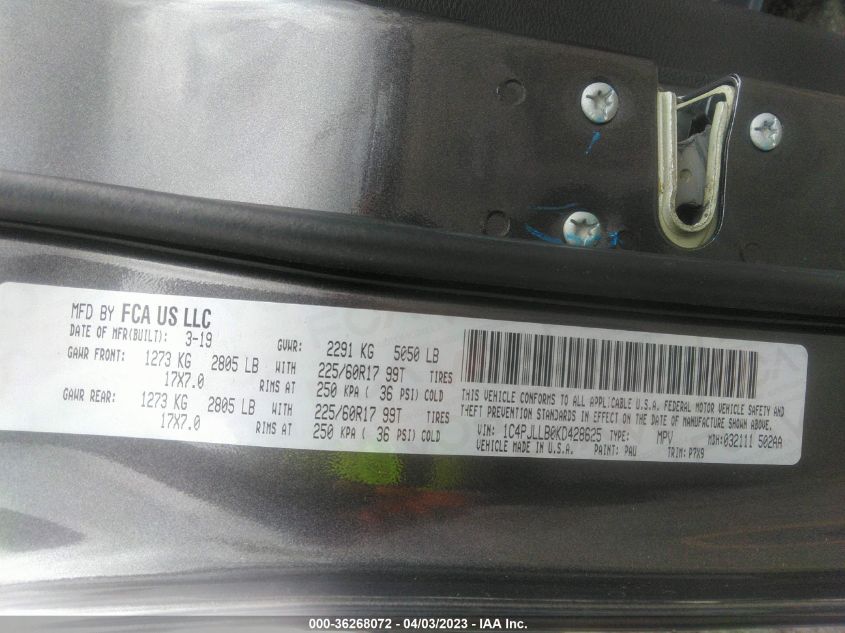 MFD BY FCA US LLC
DATE OF MFR(BUILT): 3-19
GVWR: 2291 KG 5050 LB
GAWR FRONT: 1273 KG 2805 LB WITH 225/60R17 99T TIRES
17X7.0 RIMS AT 250 KPA ( 36 PSI) COLD
GAWR REAR: 1273 KG 2805 LB WITH 225/60R17 99T TIRES
17X7.0 RIMS AT 250 KPA ( 36 PSI) COLD
THIS VEHICLE CONFORMS TO ALL APPLICABLE U.S.A. FEDERAL MOTOR VEHICLE SAFETY AND
THEFT PREVENTION STANDARDS IN EFFECT ON THE DATE OF MANUFACTURE SHOWN ABOVE.
VIN: 1C4PJLLB0KD428625 TYPE: MPV MDH:032111 502AA
VEHICLE MADE IN U.S.A. PAINT: PAU TRIM: P7X9
000-36268072 - 04/03/2023 - IAA Inc.